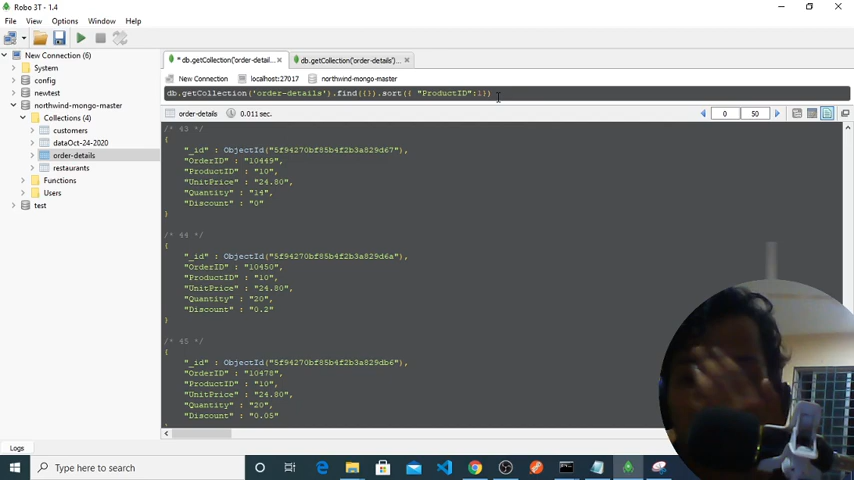 Robo 3T - 1.4
File View Options Window Help
New Connection (6)
System
config
newtest
northwind-mongo-master
Collections (4)
customers
dataOct-24-2020
order-details
restaurants
Functions
Users
test
* db.getCollection('order-detail...
db.getCollection('order-details')...
New Connection localhost:27017 northwind-mongo-master
db.getCollection('order-details').find({}).sort({ "ProductID":1})
order-details 0.011 sec.
0 50
/* 43 */
{
"_id" : ObjectId("5f94270bf85b4f2b3a829d67"),
"OrderID" : "10449",
"ProductID" : "10",
"UnitPrice" : "24.80",
"Quantity" : "14",
"Discount" : "0"
}
/* 44 */
{
"_id" : ObjectId("5f94270bf85b4f2b3a829d6a"),
"OrderID" : "10450",
"ProductID" : "10",
"UnitPrice" : "24.80",
"Quantity" : "20",
"Discount" : "0.2"
}
/* 45 */
{
"_id" : ObjectId("5f94270bf85b4f2b3a829db6"),
"OrderID" : "10478",
"ProductID" : "10",
"UnitPrice" : "24.80",
"Quantity" : "20",
"Discount" : "0.05"
Logs
Type here to search